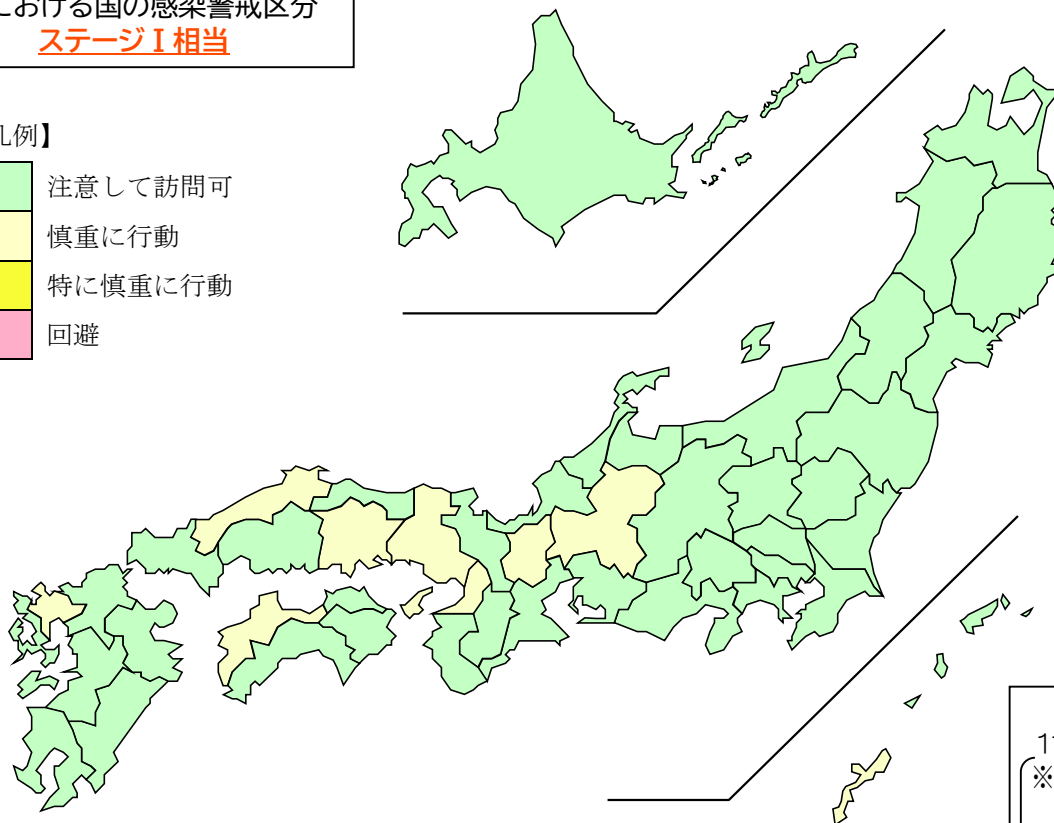 における国の感染警戒区分
ステージⅠ相当
凡例】
注意して訪問可
慎重に行動
特に慎重に行動
回避
11
※